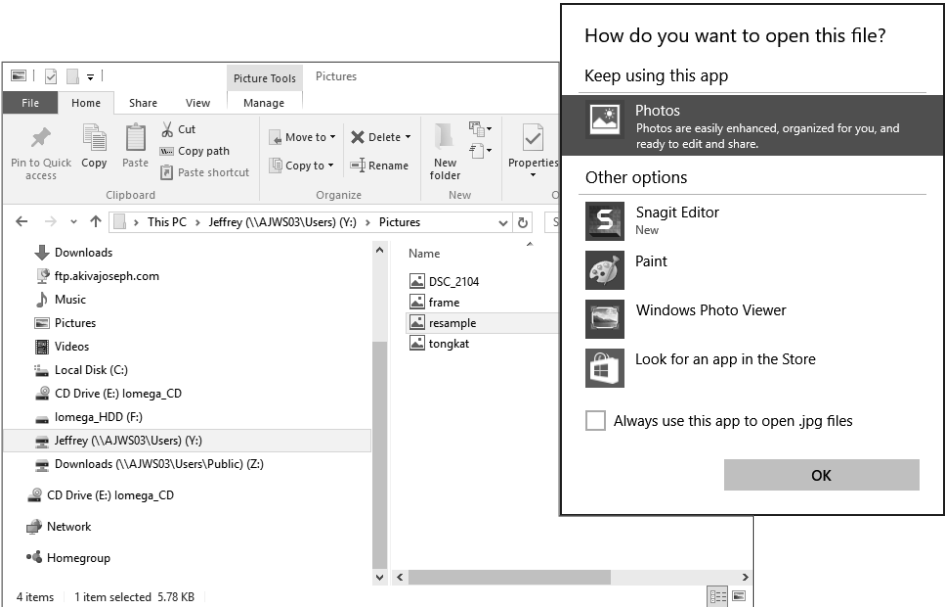 Picture Tools
Pictures
File
Home
Share
View
Manage
Pin to Quick
access
Copy
Paste
Cut
Copy path
Paste shortcut
Clipboard
Move to
Copy to
Delete
Rename
Organize
New
folder
New
Properties
This PC > Jeffrey (\\AJWS03\Users) (Y:) > Pictures
Downloads
ftp.akivajoseph.com
Music
Pictures
Videos
Local Disk (C:)
CD Drive (E:) Iomega_CD
Iomega_HDD (F:)
Jeffrey (\\AJWS03\Users) (Y:)
Downloads (\\AJWS03\Users\Public) (Z:)
CD Drive (E:) Iomega_CD
Network
Homegroup
Name
DSC_2104
frame
resample
tongkat
4 items
1 item selected 5.78 KB
How do you want to open this file?
Keep using this app
Photos
Photos are easily enhanced, organized for you, and
ready to edit and share.
Other options
Snagit Editor
New
Paint
Windows Photo Viewer
Look for an app in the Store
Always use this app to open .jpg files
OK